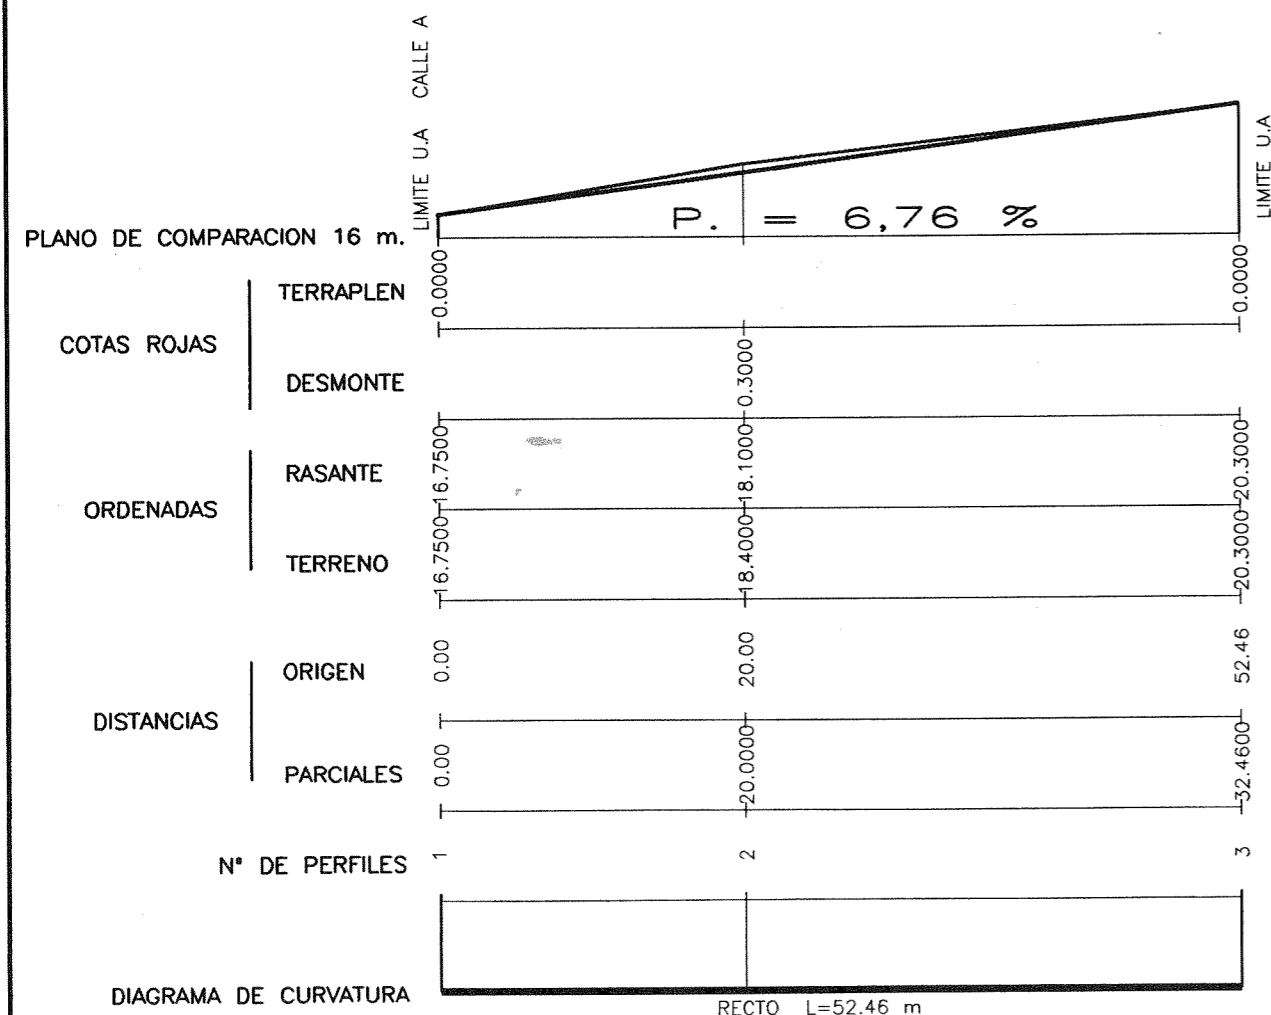 LIMITE U.A CALLE A
LIMITE U.A
P. = 6,76 %
PLANO DE COMPARACION 16 m.
COTAS ROJAS
TERRAPLEN
0.0000
0.0000
DESMONTE
0.3000
ORDENADAS
RASANTE
16.7500
18.1000
20.3000
TERRENO
16.7500
18.4000
20.3000
DISTANCIAS
ORIGEN
0.00
20.00
52.46
PARCIALES
0.00
20.0000
32.4600
Nº DE PERFILES
1
2
3
DIAGRAMA DE CURVATURA
RECTO L=52.46 m